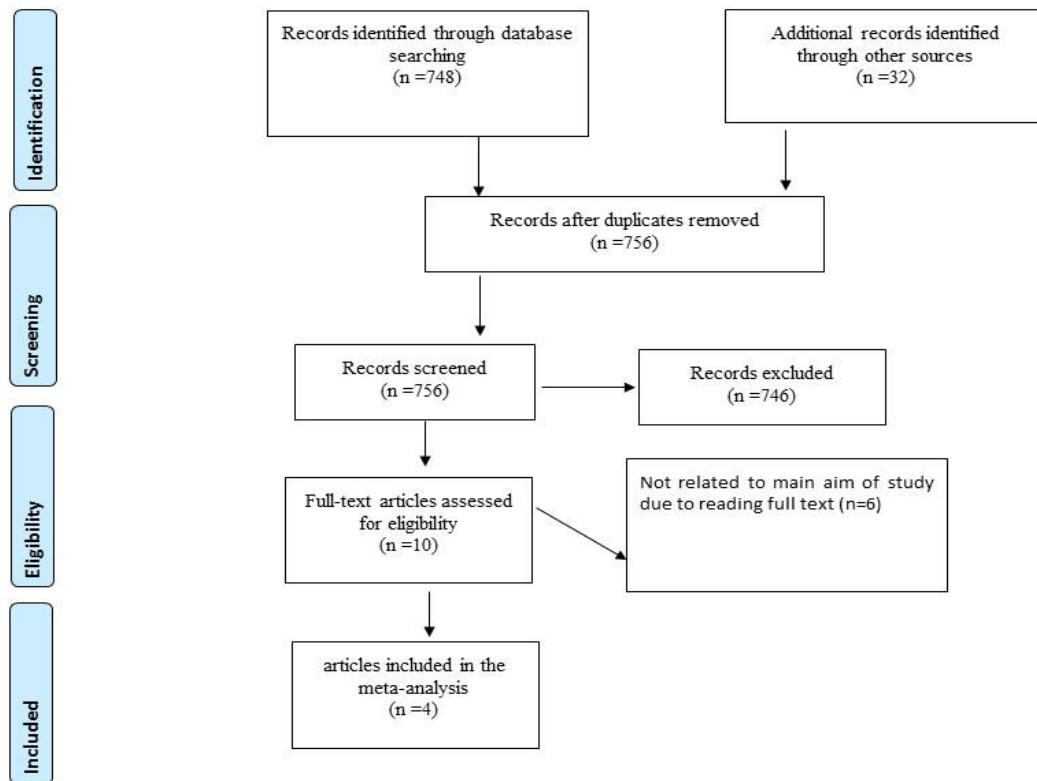 Identification
Records identified through database
searching
(n =748)
Additional records identified
through other sources
(n =32)
Screening
Records after duplicates removed
(n =756)
Records screened
(n =756)
Records excluded
(n =746)
Eligibility
Full-text articles assessed
for eligibility
(n =10)
Not related to main aim of study
due to reading full text (n=6)
Included
articles included in the
meta-analysis
(n =4)